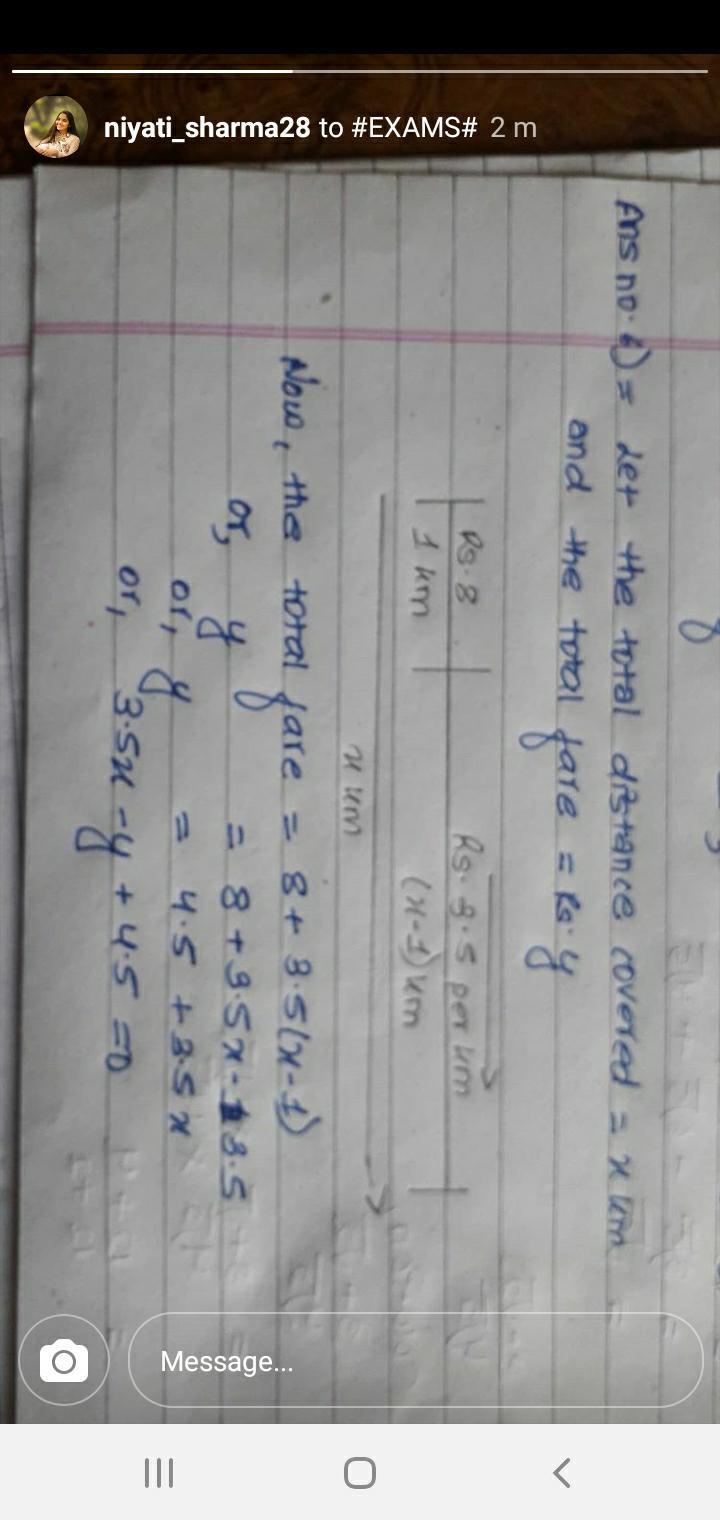 niyati_sharma28 to #EXAMS# 2 m
Ans no. 6) = Let the total distance covered = x km
and the total fare = Rs. y
Rs. 8 Rs. 3.5 per km
1 km (x-1) km
x km
Now, the total fare = 8 + 3.5(x-1)
or, y = 8 + 3.5x - 3.5
or, y = 4.5 + 3.5x
or, 3.5x - y + 4.5 = 0
Message...